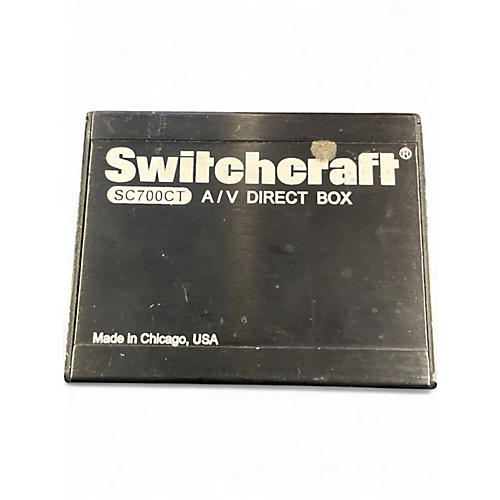 Switchcraft®
SC700CT A/V DIRECT BOX
Made in Chicago, USA